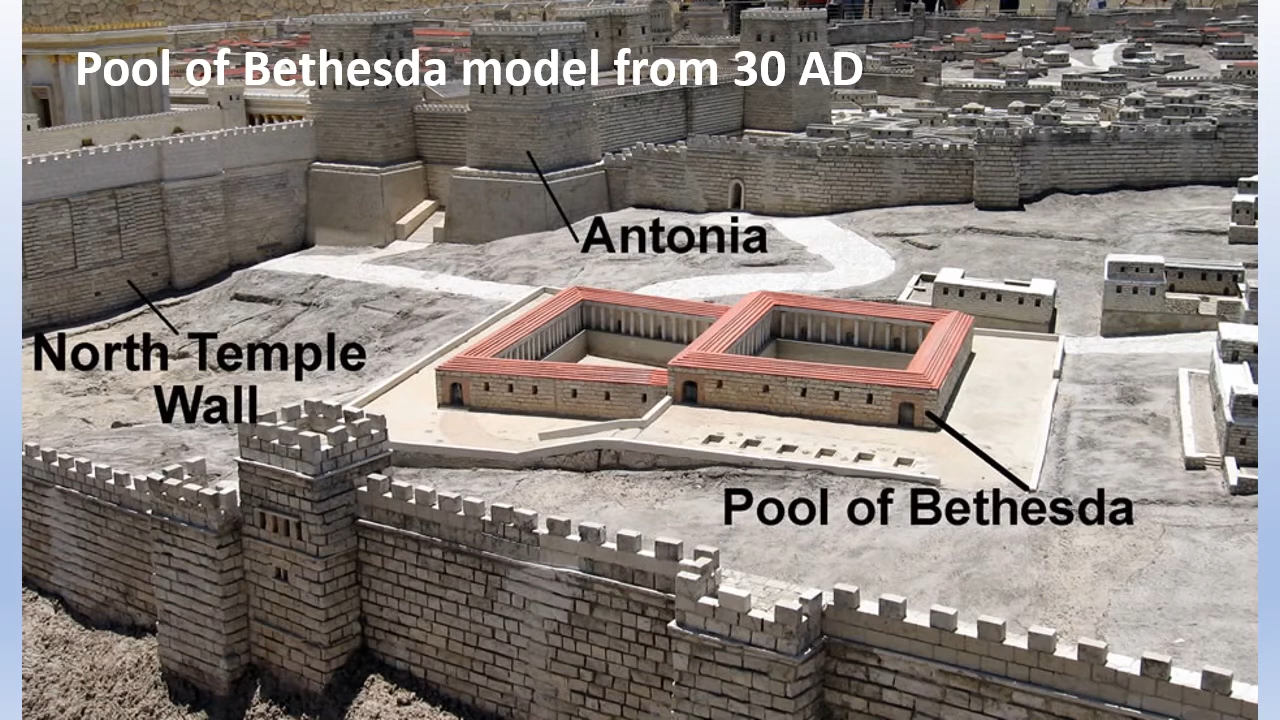 Pool of Bethesda model from 30 AD
Antonia
North Temple
Wall
Pool of Bethesda